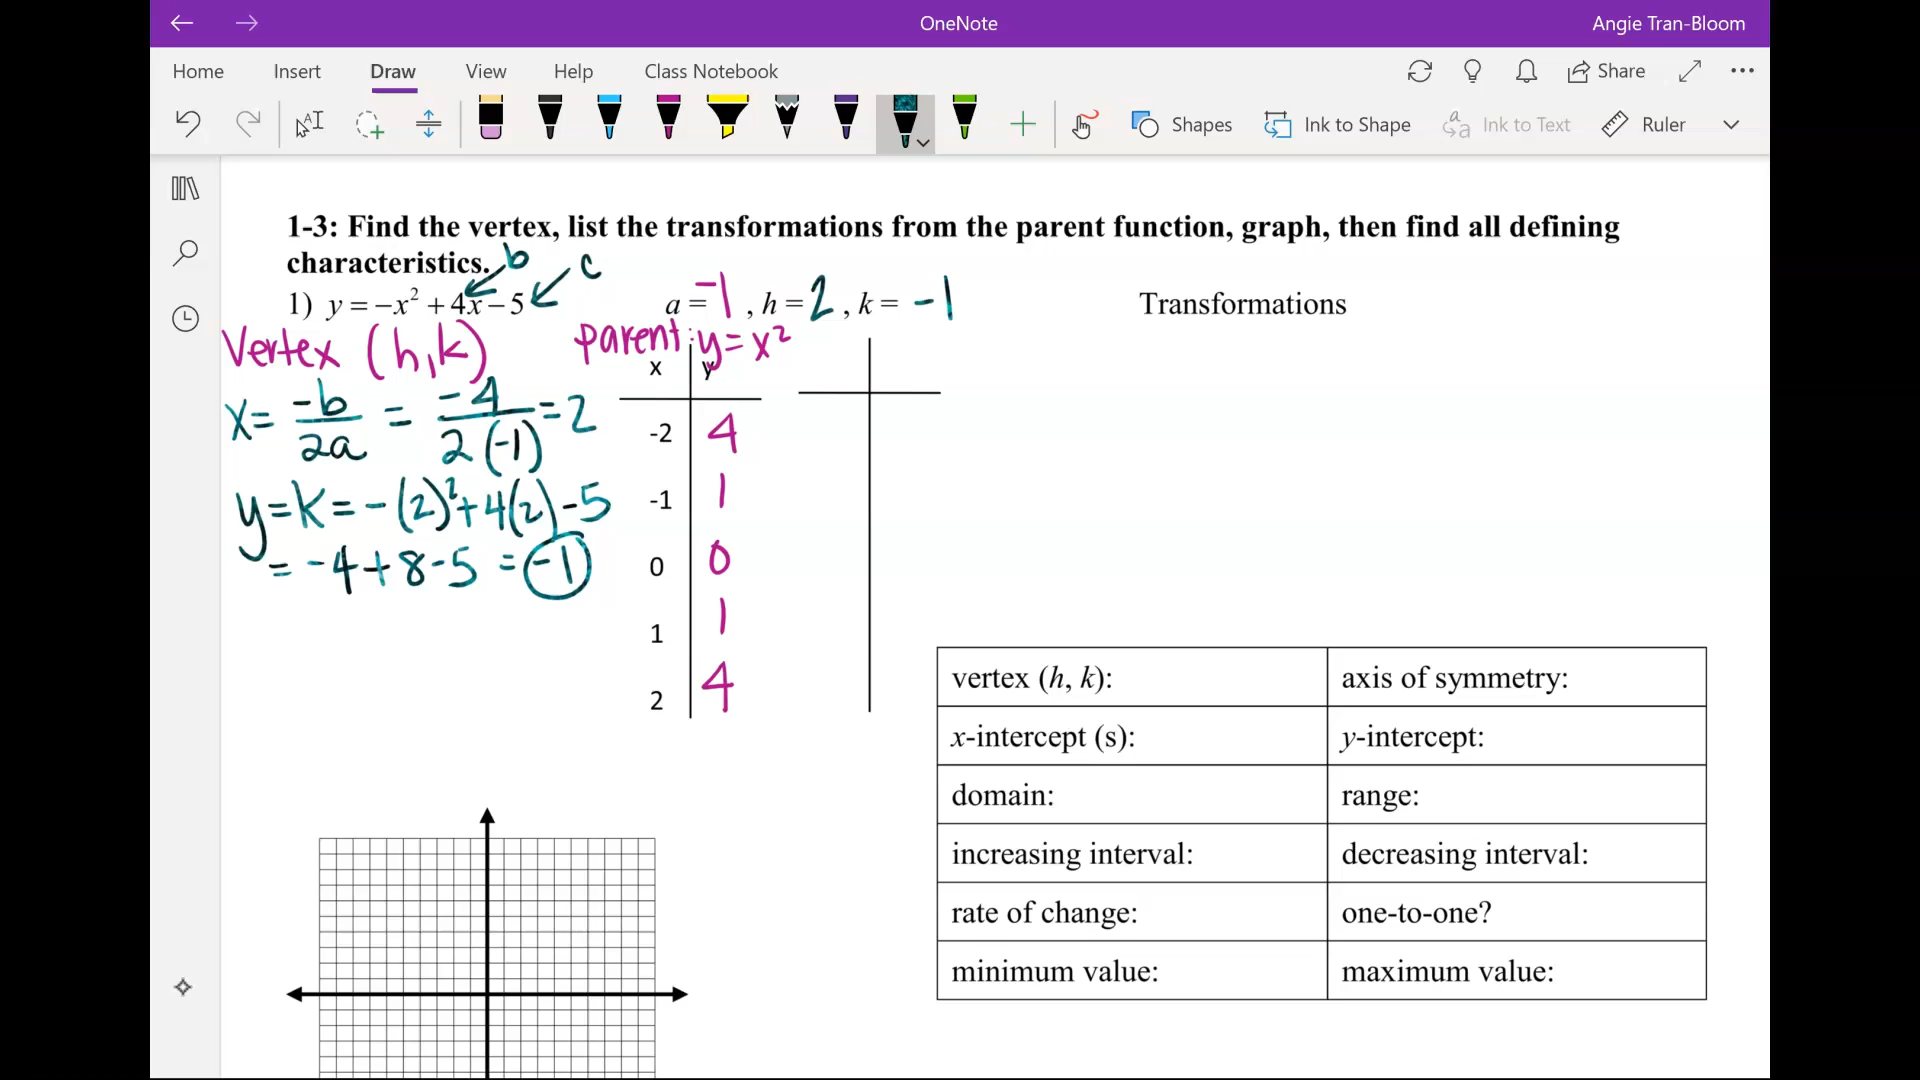 OneNote
Angie Tran-Bloom
Home Insert Draw View Help Class Notebook
Share
Shapes Ink to Shape Ink to Text Ruler
1-3: Find the vertex, list the transformations from the parent function, graph, then find all defining
characteristics.
b c
1) y = −x² + 4x − 5
a = -1 , h = 2 , k = -1
Transformations
Vertex (h,k)
parent: y = x²
x y
x = -b/2a = -4/2(-1) = 2
-2 4
y = k = -(2)² + 4(2) - 5
-1 1
= -4 + 8 - 5 = -1
0 0
1 1
2 4
vertex (h, k): axis of symmetry:
x-intercept (s): y-intercept:
domain: range:
increasing interval: decreasing interval:
rate of change: one-to-one?
minimum value: maximum value: